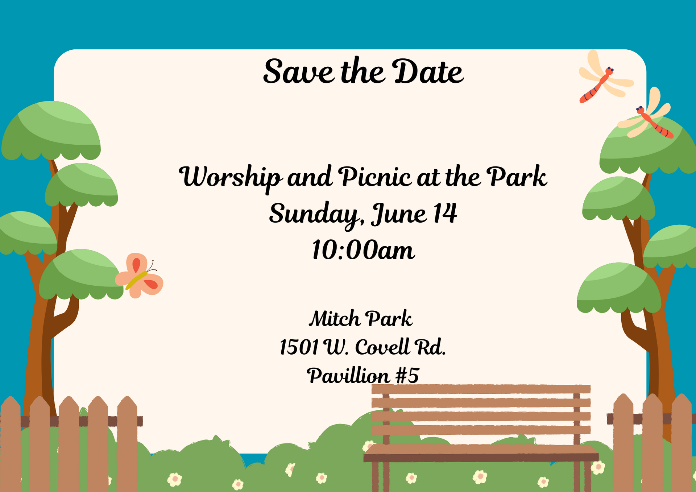 Save the Date
Worship and Picnic at the Park
Sunday, June 14
10:00am
Mitch Park
1501 W. Covell Rd.
Pavillion #5